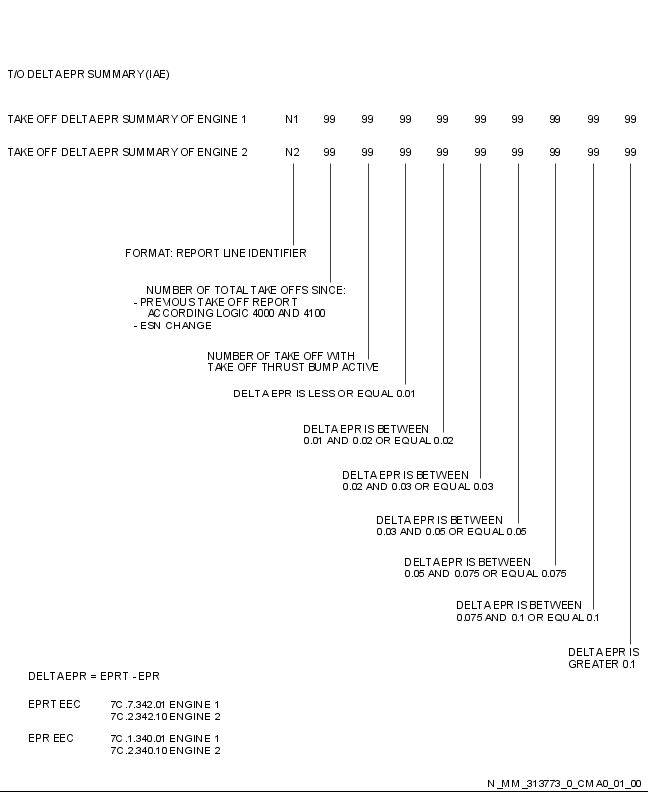 T/O DELTA EPR SUMMARY (IAE)
TAKE OFF DELTA EPR SUMMARY OF ENGINE 1 N1 99 99 99 99 99 99 99 99 99
TAKE OFF DELTA EPR SUMMARY OF ENGINE 2 N2 99 99 99 99 99 99 99 99 99
FORMAT: REPORT LINE IDENTIFIER
NUMBER OF TOTAL TAKE OFFS SINCE:
- PREVIOUS TAKE OFF REPORT
ACCORDING LOGIC 4000 AND 4100
- ESN CHANGE
NUMBER OF TAKE OFF WITH
TAKE OFF THRUST BUMP ACTIVE
DELTA EPR IS LESS OR EQUAL 0.01
DELTA EPR IS BETWEEN
0.01 AND 0.02 OR EQUAL 0.02
DELTA EPR IS BETWEEN
0.02 AND 0.03 OR EQUAL 0.03
DELTA EPR IS BETWEEN
0.03 AND 0.05 OR EQUAL 0.05
DELTA EPR IS BETWEEN
0.05 AND 0.075 OR EQUAL 0.075
DELTA EPR IS BETWEEN
0.075 AND 0.1 OR EQUAL 0.1
DELTA EPR IS
GREATER 0.1
DELTA EPR = EPRT - EPR
EPRT EEC 7C.7.342.01 ENGINE 1
7C.2.342.10 ENGINE 2
EPR EEC 7C.1.340.01 ENGINE 1
7C.2.340.10 ENGINE 2
N_MM_313773_0_CMA0_01_00